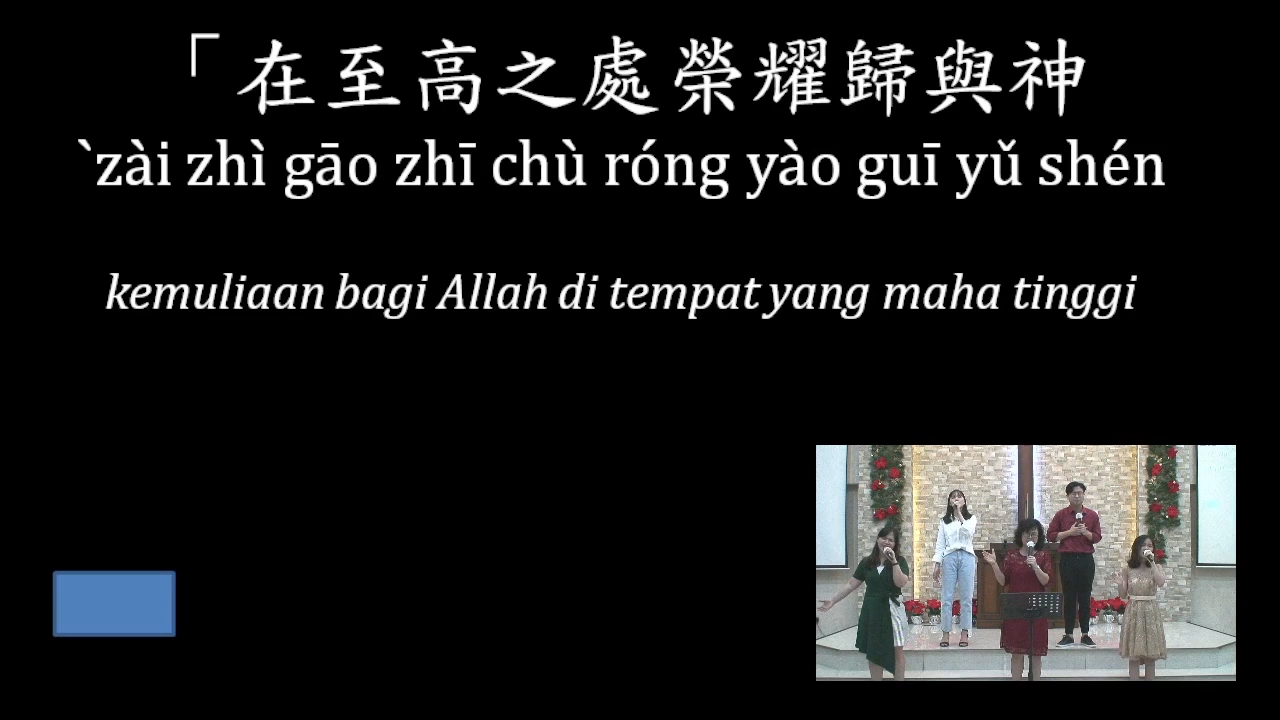 「在至高之處榮耀歸與神
`zài zhì gāo zhī chù róng yào guī yǔ shén
kemuliaan bagi Allah di tempat yang maha tinggi